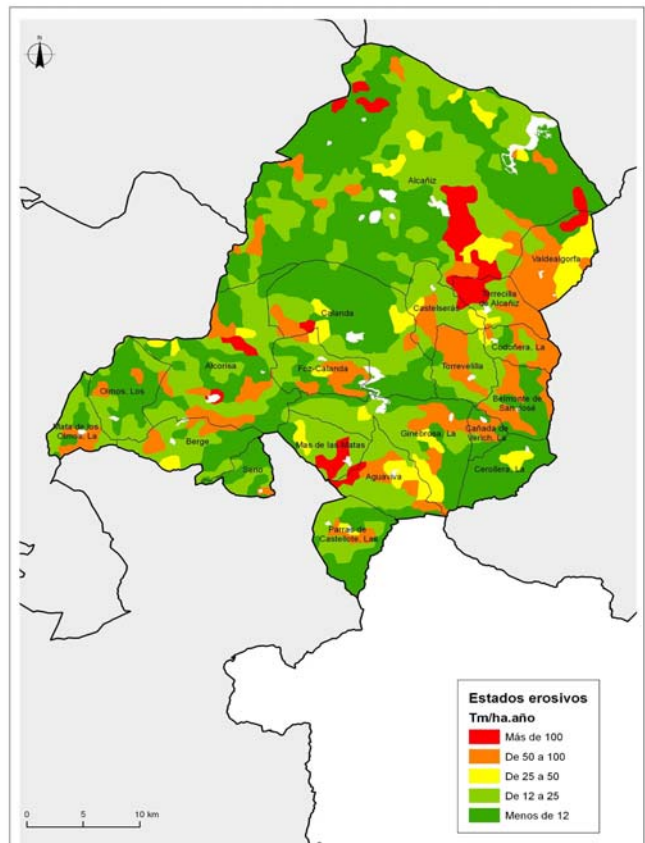 N
Alcañiz
Valdealgorfa
Torrecilla
de Alcañiz
Castelserás
Calanda
Codoñera, La
Alcorisa
Foz-Calanda
Torrevelilla
Olmos, Los
Belmonte de
San José
Mata de los
Olmos, La
Berge
Ginebrosa, La
Cañada de
Verich, La
Mas de las Matas
Seno
Aguaviva
Cerollera, La
Parras de
Castellote, Las
Estados erosivos
Tm/ha.año
Más de 100
De 50 a 100
De 25 a 50
De 12 a 25
Menos de 12
0 5 10 km